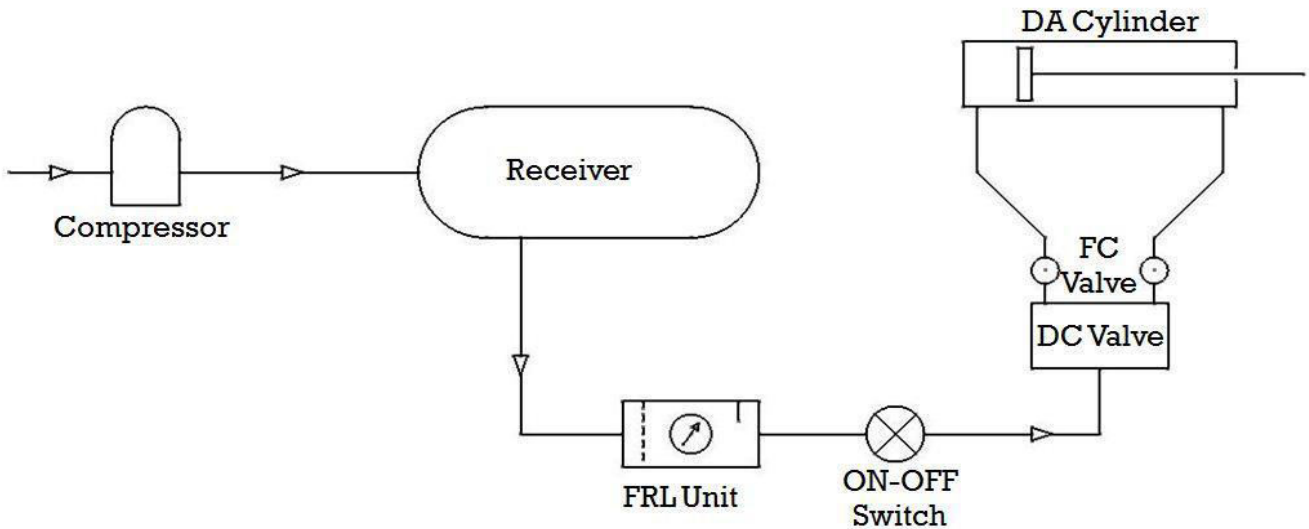 DA Cylinder
Receiver
Compressor
FC
Valve
DC Valve
FRL Unit
ON-OFF
Switch